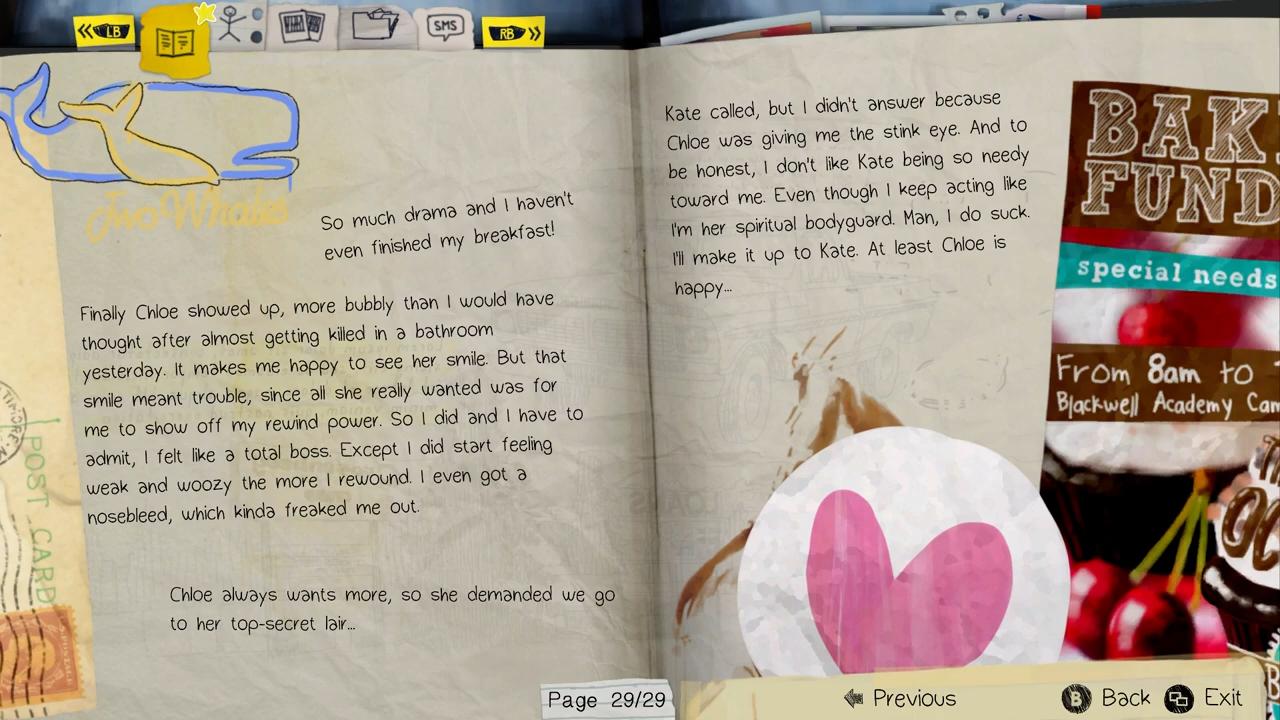 LB
SMS
RB
Two Whales
So much drama and I haven't
even finished my breakfast!
Finally Chloe showed up, more bubbly than I would have
thought after almost getting killed in a bathroom
yesterday. It makes me happy to see her smile. But that
smile meant trouble, since all she really wanted was for
me to show off my rewind power. So I did and I have to
admit, I felt like a total boss. Except I did start feeling
weak and woozy the more I rewound. I even got a
nosebleed, which kinda freaked me out.
Chloe always wants more, so she demanded we go
to her top-secret lair...
POST CARD
Kate called, but I didn't answer because
Chloe was giving me the stink eye. And to
be honest, I don't like Kate being so needy
toward me. Even though I keep acting like
I'm her spiritual bodyguard. Man, I do suck.
I'll make it up to Kate. At least Chloe is
happy...
BAK
FUND
special needs
From 8am to
Blackwell Academy Cam
Page 29/29
Previous
B Back
Exit